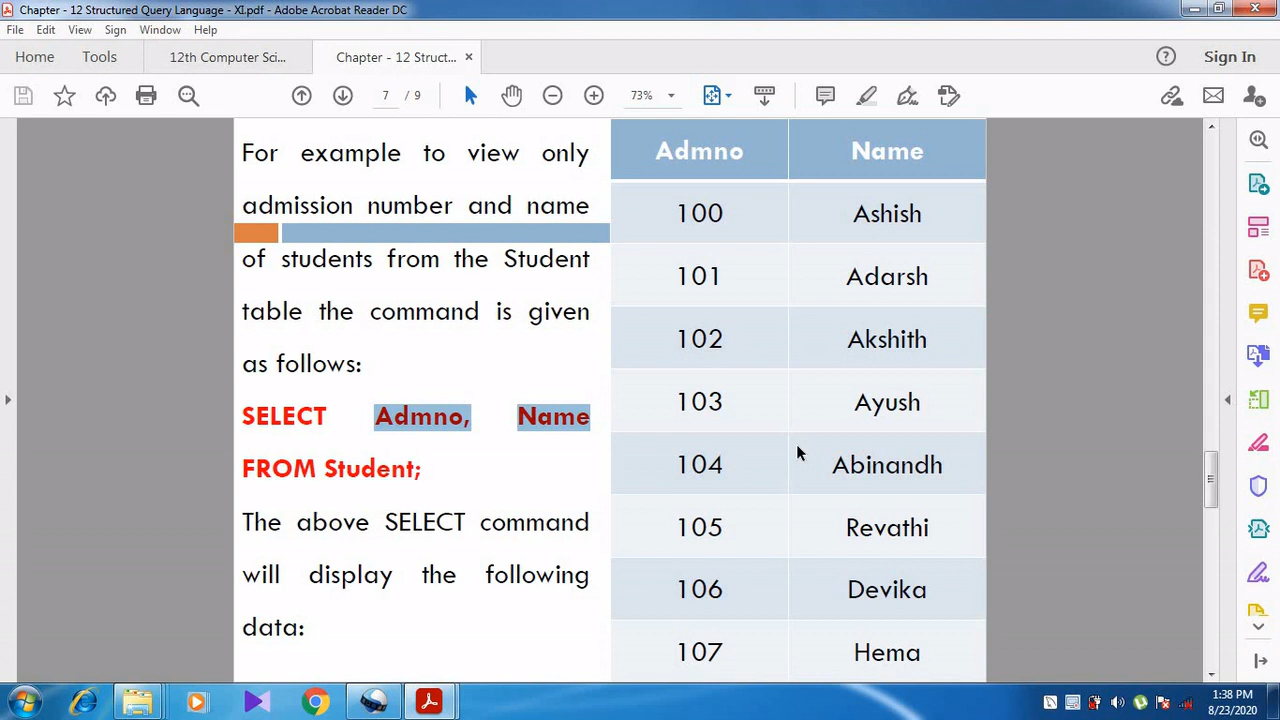 Chapter - 12 Structured Query Language - XI.pdf - Adobe Acrobat Reader DC
File Edit View Sign Window Help
Home Tools 12th Computer Sci... Chapter - 12 Struct... × Sign In
7 / 9 73%
For example to view only
admission number and name
of students from the Student
table the command is given
as follows:
SELECT Admno, Name
FROM Student;
The above SELECT command
will display the following
data:
Admno Name
100 Ashish
101 Adarsh
102 Akshith
103 Ayush
104 Abinandh
105 Revathi
106 Devika
107 Hema
1:38 PM
8/23/2020